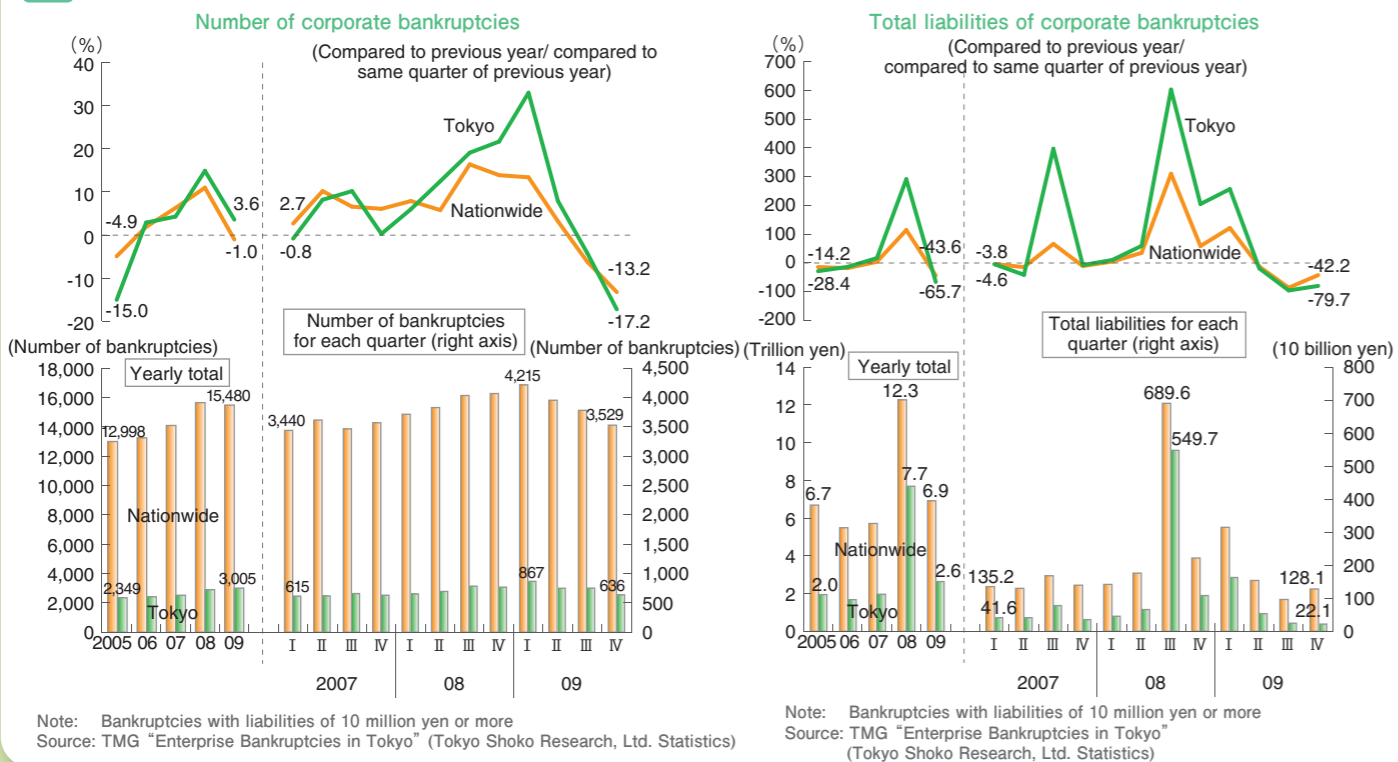 Number of corporate bankruptcies
(%)
(Compared to previous year/ compared to
same quarter of previous year)
40
30
20
10
0
-10
-20
Tokyo
Nationwide
-4.9
-15.0
3.6
-1.0
2.7
-0.8
-13.2
-17.2
(Number of bankruptcies)
Number of bankruptcies
for each quarter (right axis)
(Number of bankruptcies)
Yearly total
18,000
16,000
14,000
12,000
10,000
8,000
6,000
4,000
2,000
0
4,500
4,000
3,500
3,000
2,500
2,000
1,500
1,000
500
0
12,998
15,480
3,440
4,215
3,529
Nationwide
2,349
3,005
615
867
636
Tokyo
2005 06 07 08 09
I II III IV I II III IV I II III IV
2007 08 09
Note: Bankruptcies with liabilities of 10 million yen or more
Source: TMG “Enterprise Bankruptcies in Tokyo” (Tokyo Shoko Research, Ltd. Statistics)
Total liabilities of corporate bankruptcies
(%)
(Compared to previous year/
compared to same quarter of previous year)
700
600
500
400
300
200
100
0
-100
-200
Tokyo
Nationwide
-14.2
-28.4
-43.6
-65.7
-3.8
-4.6
-42.2
-79.7
(Trillion yen)
Total liabilities for each
quarter (right axis)
(10 billion yen)
Yearly total
14
12
10
8
6
4
2
0
800
700
600
500
400
300
200
100
0
12.3
689.6
549.7
7.7
6.7
6.9
Nationwide
2.0
2.6
135.2
128.1
Tokyo
41.6
22.1
2005 06 07 08 09
I II III IV I II III IV I II III IV
2007 08 09
Note: Bankruptcies with liabilities of 10 million yen or more
Source: TMG “Enterprise Bankruptcies in Tokyo”
(Tokyo Shoko Research, Ltd. Statistics)